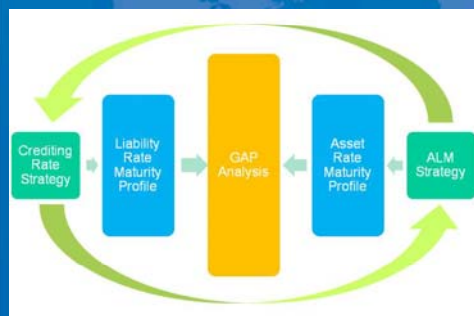 Crediting
Rate
Strategy
Liability
Rate
Maturity
Profile
GAP
Analysis
Asset
Rate
Maturity
Profile
ALM
Strategy